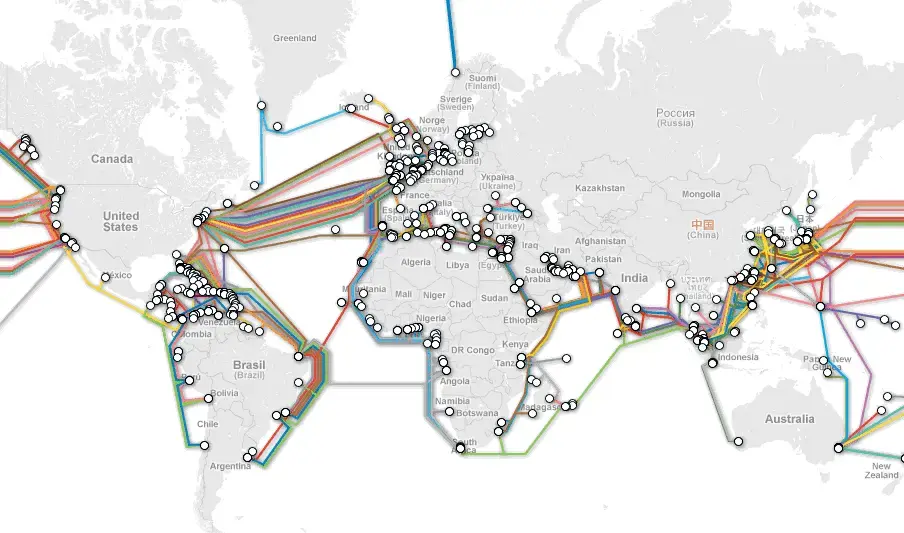 Greenland
Suomi
(Finland)
Sverige
(Sweden)
Norge
Norway)
Россия
(Russia)
Canada
United
States
Deutschland
(Germany)
Україна
(Ukraine)
France
Türkiye
(Turkey)
Kazakhstan
Mongolia
中国
(China)
日本
Iraq
Iran
Afghanistan
Pakistan
India
Saudi
Arabia
Algeria
Libya
Egypt
Mauritania
Mali
Niger
Chad
Sudan
Nigeria
Ethiopia
Kenya
DR Congo
Tanz
Angola
Namibia
Botswana
Madagas
South
Africa
México
Venezuela
Brasil
(Brazil)
Perú
Bolivia
Chile
Argentina
Indonesia
Papua New
Guinea
Australia
New
Zealand